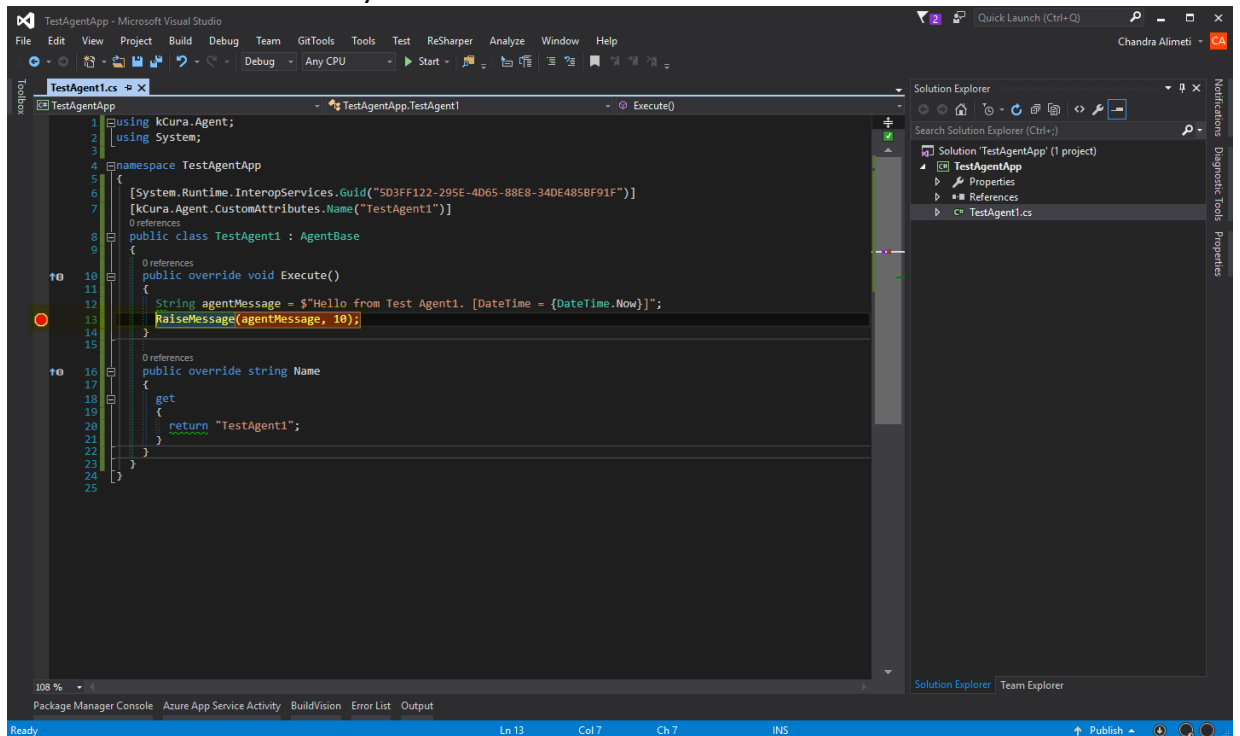 TestAgentApp - Microsoft Visual Studio
2
Quick Launch (Ctrl+Q)
File Edit View Project Build Debug Team GitTools Tools Test ReSharper Analyze Window Help
Chandra Alimeti CA
Debug Any CPU Start
Toolbox
TestAgent1.cs
TestAgentApp TestAgentApp.TestAgent1 Execute()
1 using kCura.Agent;
2 using System;
3
4 namespace TestAgentApp
5 {
6 [System.Runtime.InteropServices.Guid("5D3FF122-295E-4D65-88E8-34DE485BF91F")]
7 [kCura.Agent.CustomAttributes.Name("TestAgent1")]
0 references
8 public class TestAgent1 : AgentBase
9 {
0 references
10 public override void Execute()
11 {
12 String agentMessage = $"Hello from Test Agent1. [DateTime = {DateTime.Now}]";
13 RaiseMessage(agentMessage, 10);
14 }
15
0 references
16 public override string Name
17 {
18 get
19 {
20 return "TestAgent1";
21 }
22 }
23 }
24 }
25
108 %
Solution Explorer
Search Solution Explorer (Ctrl+;)
Solution 'TestAgentApp' (1 project)
TestAgentApp
Properties
References
C# TestAgent1.cs
Solution Explorer Team Explorer
Notifications
Diagnostic Tools
Properties
Package Manager Console Azure App Service Activity BuildVision Error List Output
Ready Ln 13 Col 7 Ch 7 INS Publish